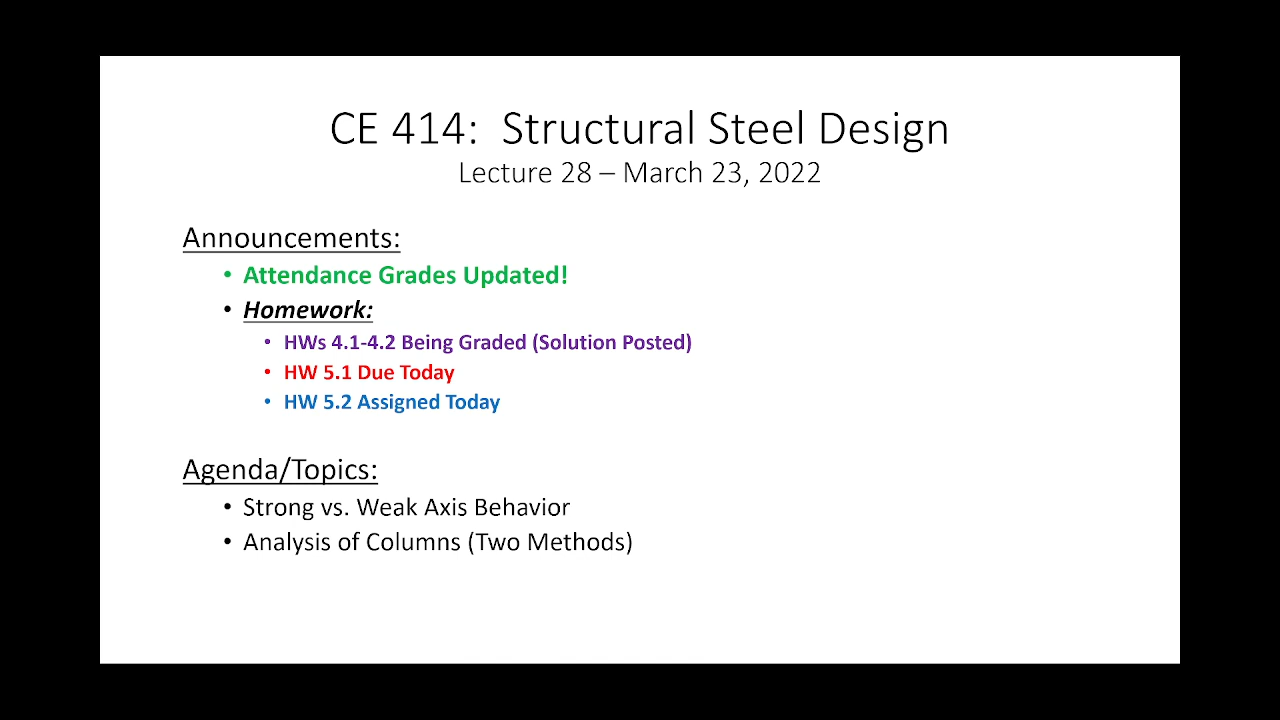 CE 414:  Structural Steel Design
Lecture 28 – March 23, 2022
Announcements:
• Attendance Grades Updated!
• Homework:
• HWs 4.1-4.2 Being Graded (Solution Posted)
• HW 5.1 Due Today
• HW 5.2 Assigned Today
Agenda/Topics:
• Strong vs. Weak Axis Behavior
• Analysis of Columns (Two Methods)